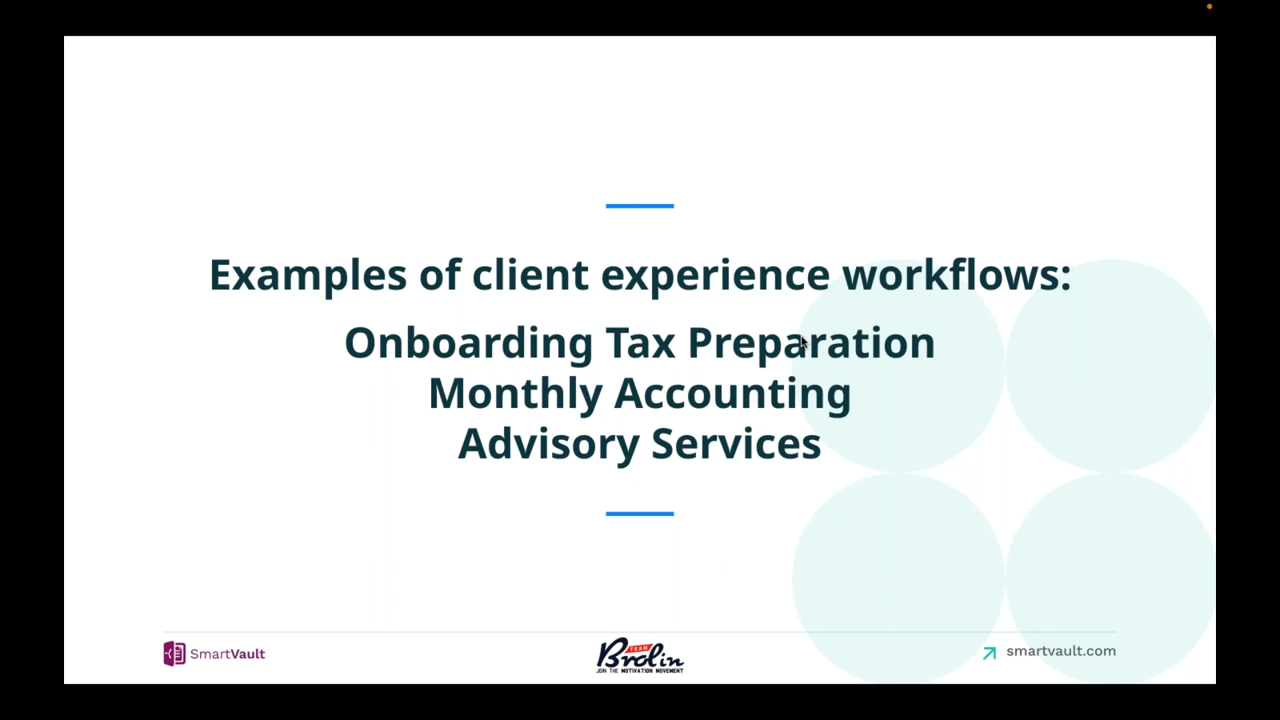 Examples of client experience workflows:
Onboarding Tax Preparation
Monthly Accounting
Advisory Services
SmartVault
TEAM
Brolin
JOIN THE MOTIVATION MOVEMENT
smartvault.com